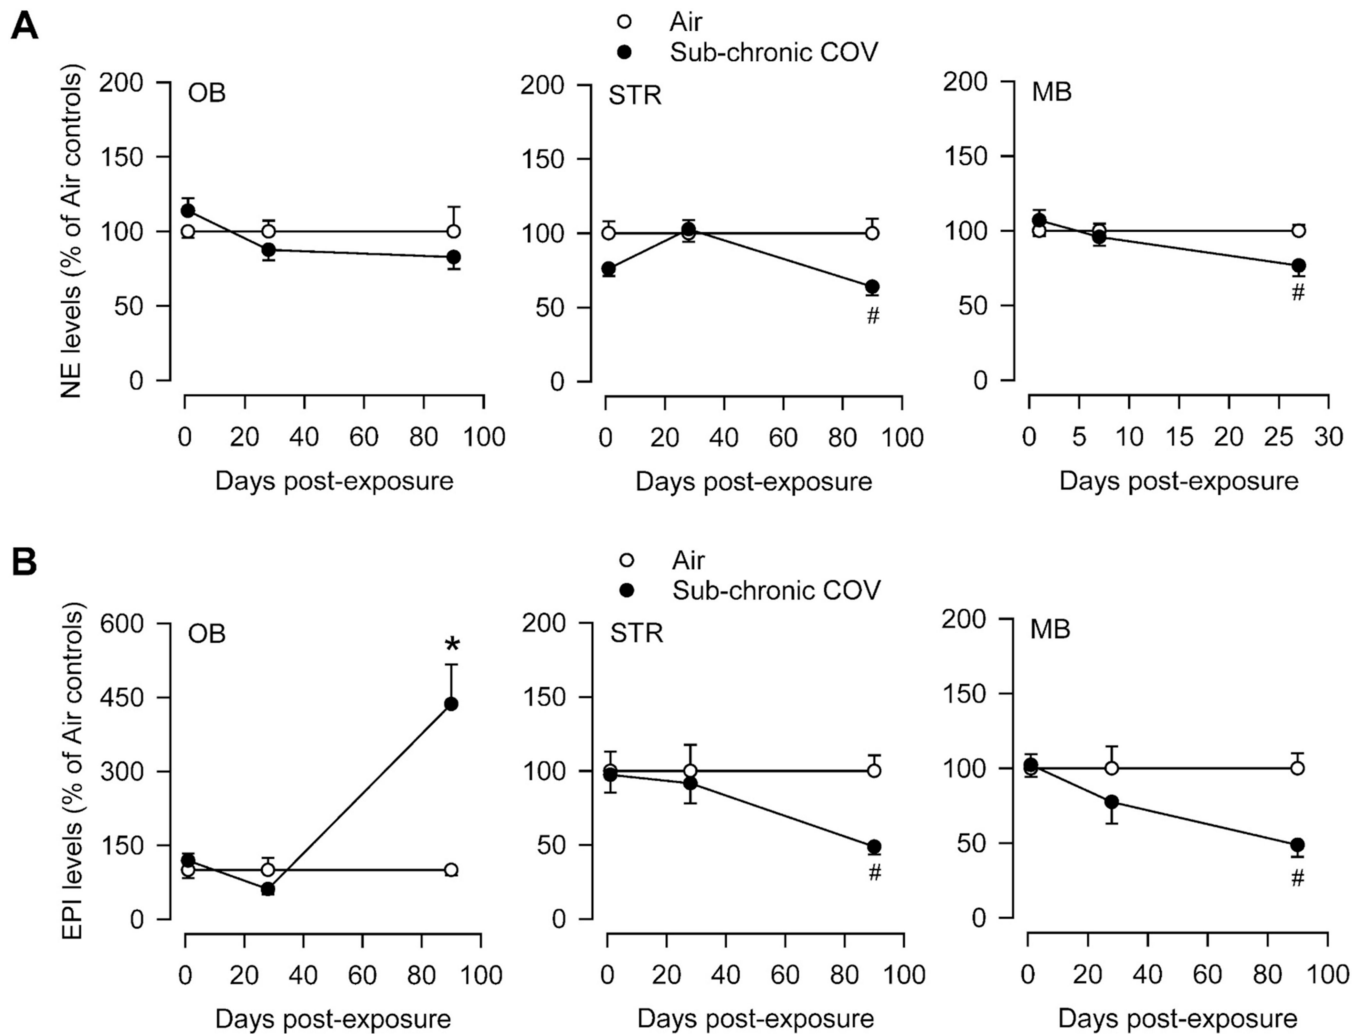 A
Air
Sub-chronic COV
NE levels (% of Air controls)
OB
200
150
100
50
0
0 20 40 60 80 100
Days post-exposure
STR
200
150
100
50
0
#
0 20 40 60 80 100
Days post-exposure
MB
200
150
100
50
0
#
0 5 10 15 20 25 30
Days post-exposure
B
Air
Sub-chronic COV
EPI levels (% of Air controls)
OB
600
450
300
150
0
*
0 20 40 60 80 100
Days post-exposure
STR
200
150
100
50
0
#
0 20 40 60 80 100
Days post-exposure
MB
200
150
100
50
0
#
0 20 40 60 80 100
Days post-exposure